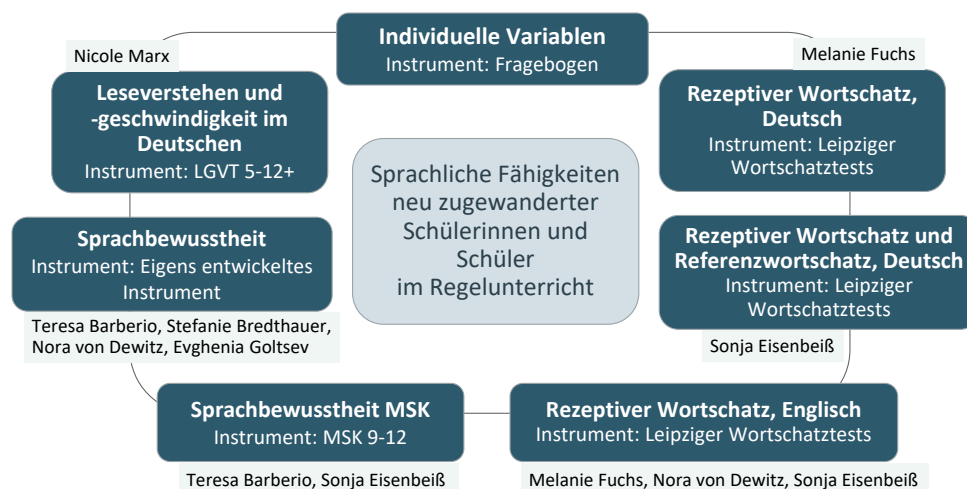 Individuelle Variablen
Instrument: Fragebogen
Nicole Marx
Leseverstehen und
-geschwindigkeit im
Deutschen
Instrument: LGVT 5-12+
Melanie Fuchs
Rezeptiver Wortschatz,
Deutsch
Instrument: Leipziger
Wortschatztests
Sprachliche Fähigkeiten
neu zugewanderter
Schülerinnen und
Schüler
im Regelunterricht
Sprachbewusstheit
Instrument: Eigens entwickeltes
Instrument
Teresa Barberio, Stefanie Bredthauer,
Nora von Dewitz, Evghenia Goltsev
Rezeptiver Wortschatz und
Referenzwortschatz, Deutsch
Instrument: Leipziger
Wortschatztests
Sonja Eisenbeiß
Sprachbewusstheit MSK
Instrument: MSK 9-12
Teresa Barberio, Sonja Eisenbeiß
Rezeptiver Wortschatz, Englisch
Instrument: Leipziger Wortschatztests
Melanie Fuchs, Nora von Dewitz, Sonja Eisenbeiß